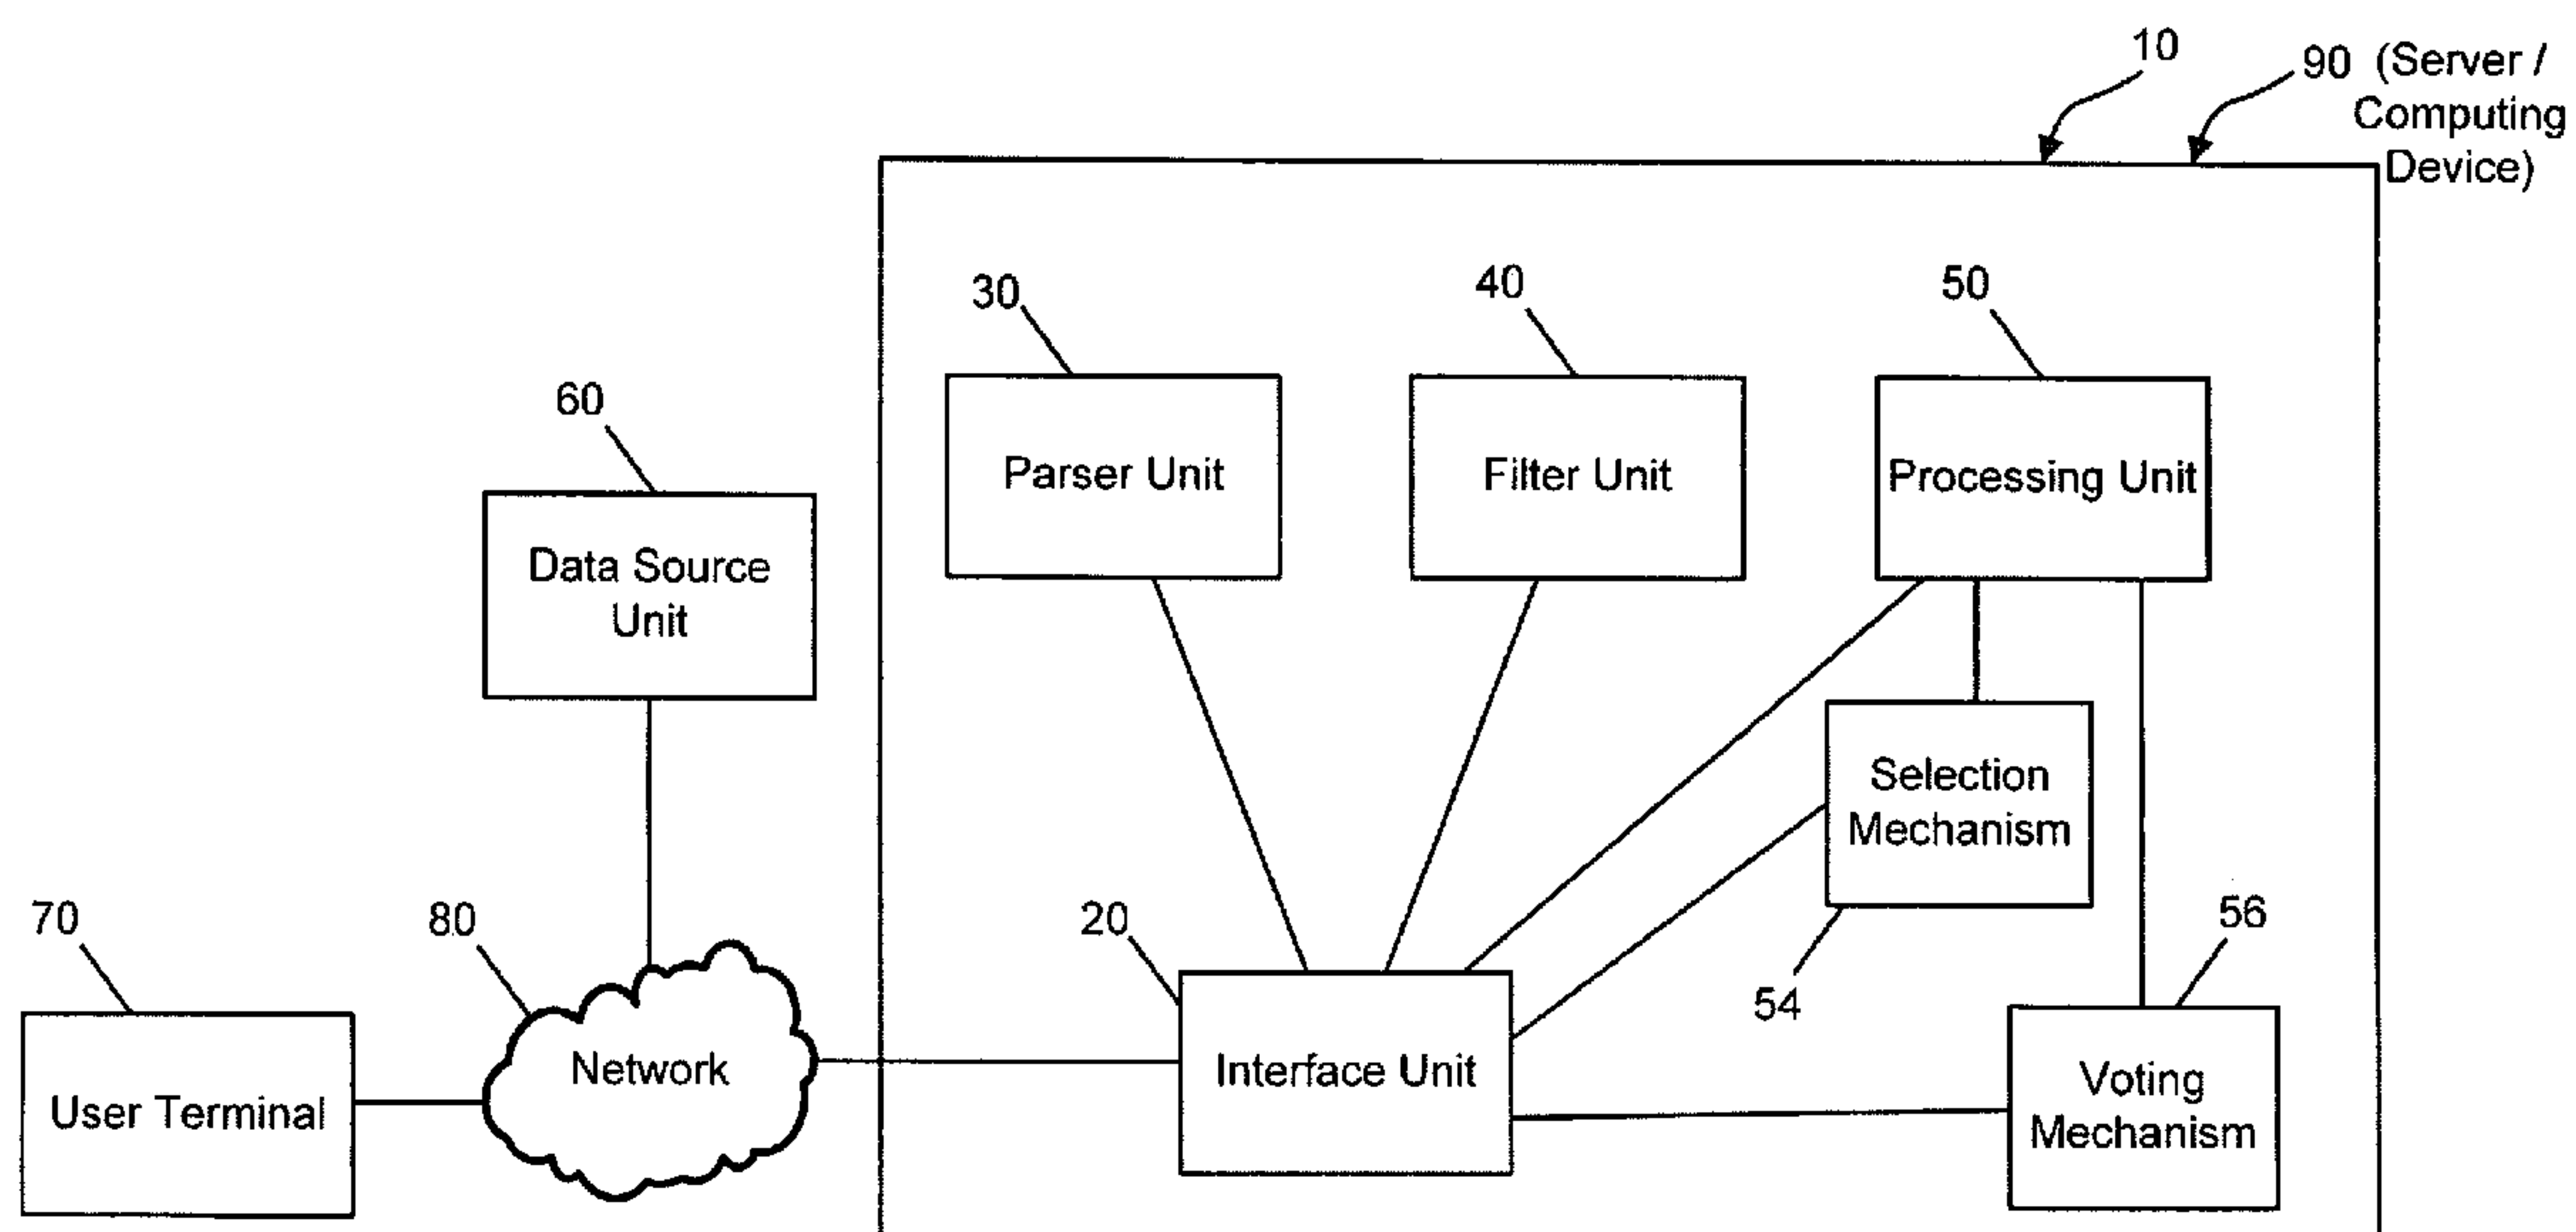 10
90 (Server /
Computing
Device)
30
40
50
60
Parser Unit
Filter Unit
Processing Unit
Data Source
Unit
Selection
Mechanism
70
80
20
54
56
User Terminal
Network
Interface Unit
Voting
Mechanism